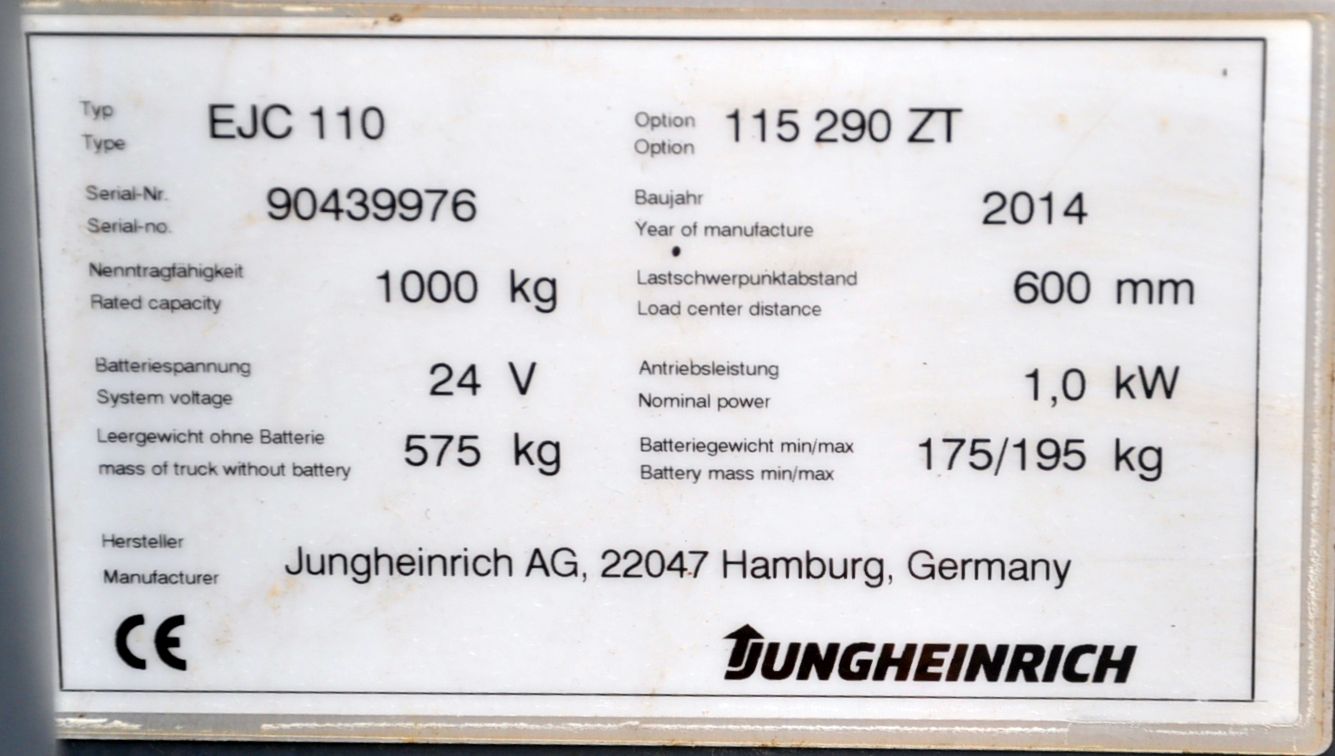 Typ EJC 110 Option 115 290 ZT
Type Option
Serial-Nr. 90439976 Baujahr 2014
Serial-no. Year of manufacture
Nenntragfähigkeit 1000 kg Lastschwerpunktabstand 600 mm
Rated capacity Load center distance
Batteriespannung 24 V Antriebsleistung 1,0 kW
System voltage Nominal power
Leergewicht ohne Batterie 575 kg Batteriegewicht min/max 175/195 kg
mass of truck without battery Battery mass min/max
Hersteller Jungheinrich AG, 22047 Hamburg, Germany
Manufacturer
CE JUNGHEINRICH